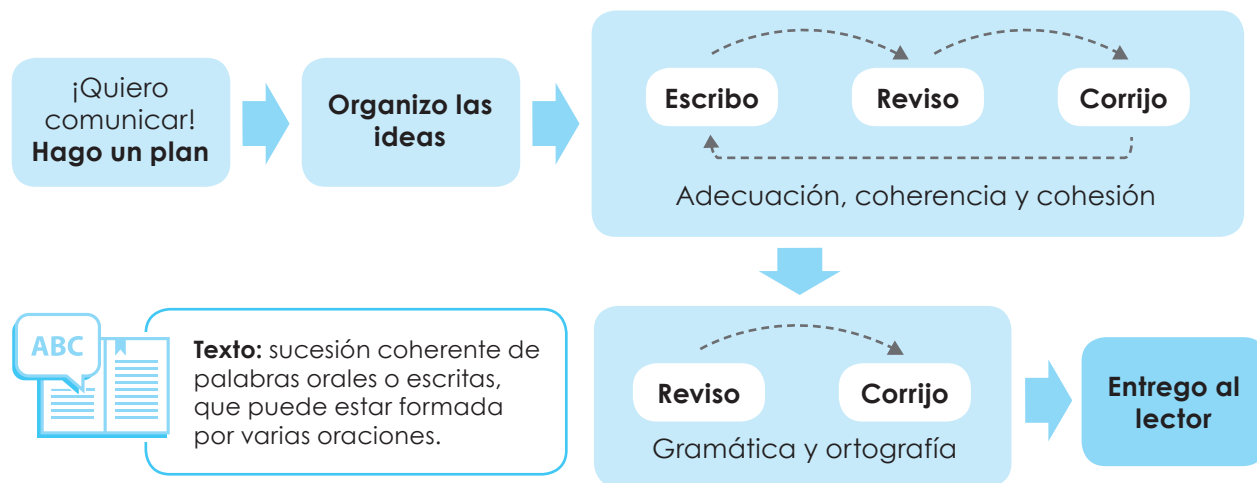 ¡Quiero
comunicar!
Hago un plan
Organizo las
ideas
Escribo
Reviso
Corrijo
Adecuación, coherencia y cohesión
ABC
Texto: sucesión coherente de
palabras orales o escritas,
que puede estar formada
por varias oraciones.
Reviso
Corrijo
Gramática y ortografía
Entrego al
lector